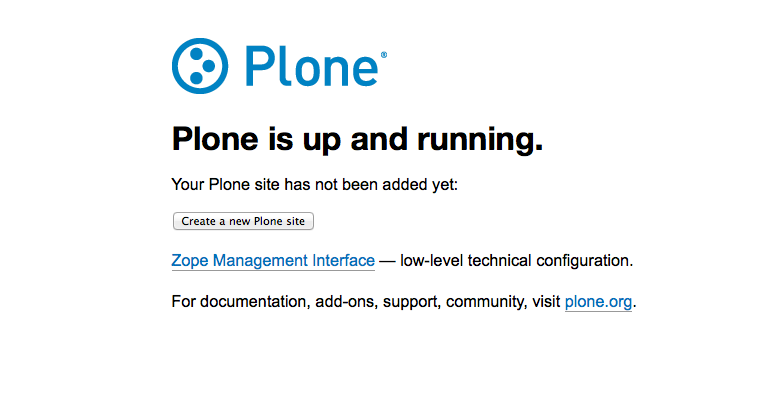 Plone®
Plone is up and running.
Your Plone site has not been added yet:
Create a new Plone site
Zope Management Interface — low-level technical configuration.
For documentation, add-ons, support, community, visit plone.org.